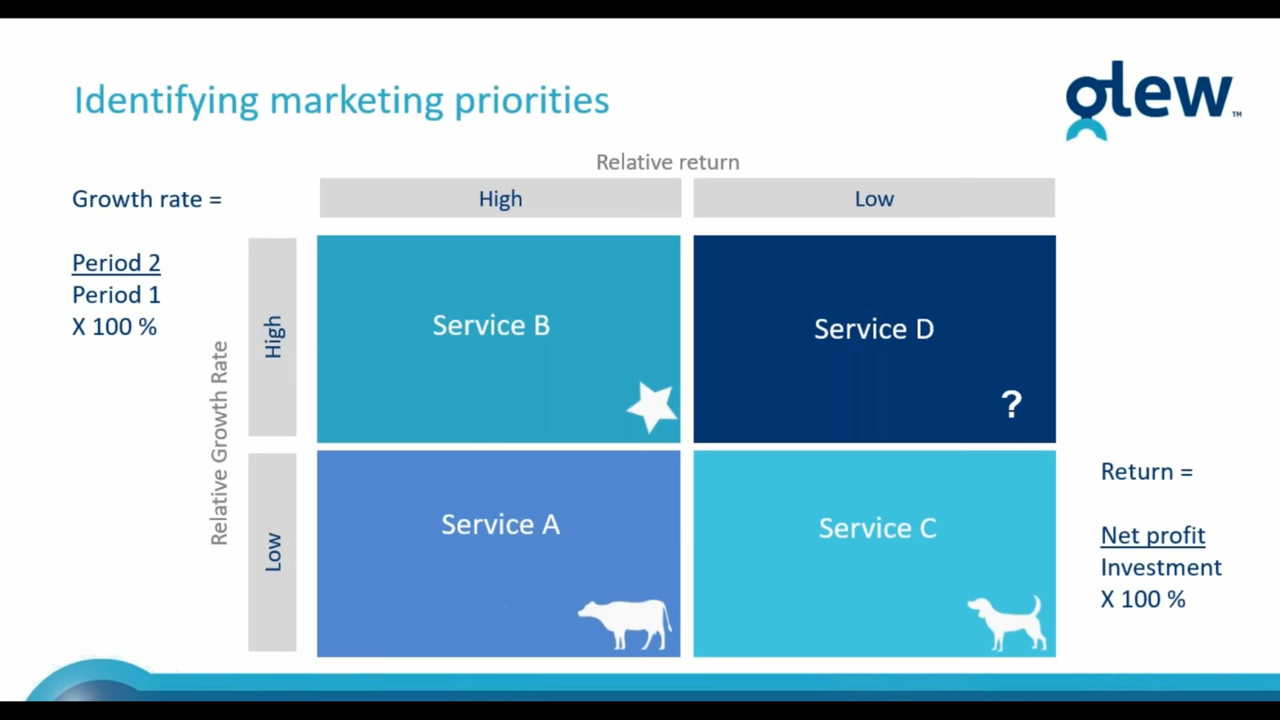 Identifying marketing priorities
glew™
Relative return
Growth rate =
High
Low
Period 2
Period 1
X 100 %
Relative Growth Rate
High
Service B
Service D
?
Low
Service A
Service C
Return =
Net profit
Investment
X 100 %